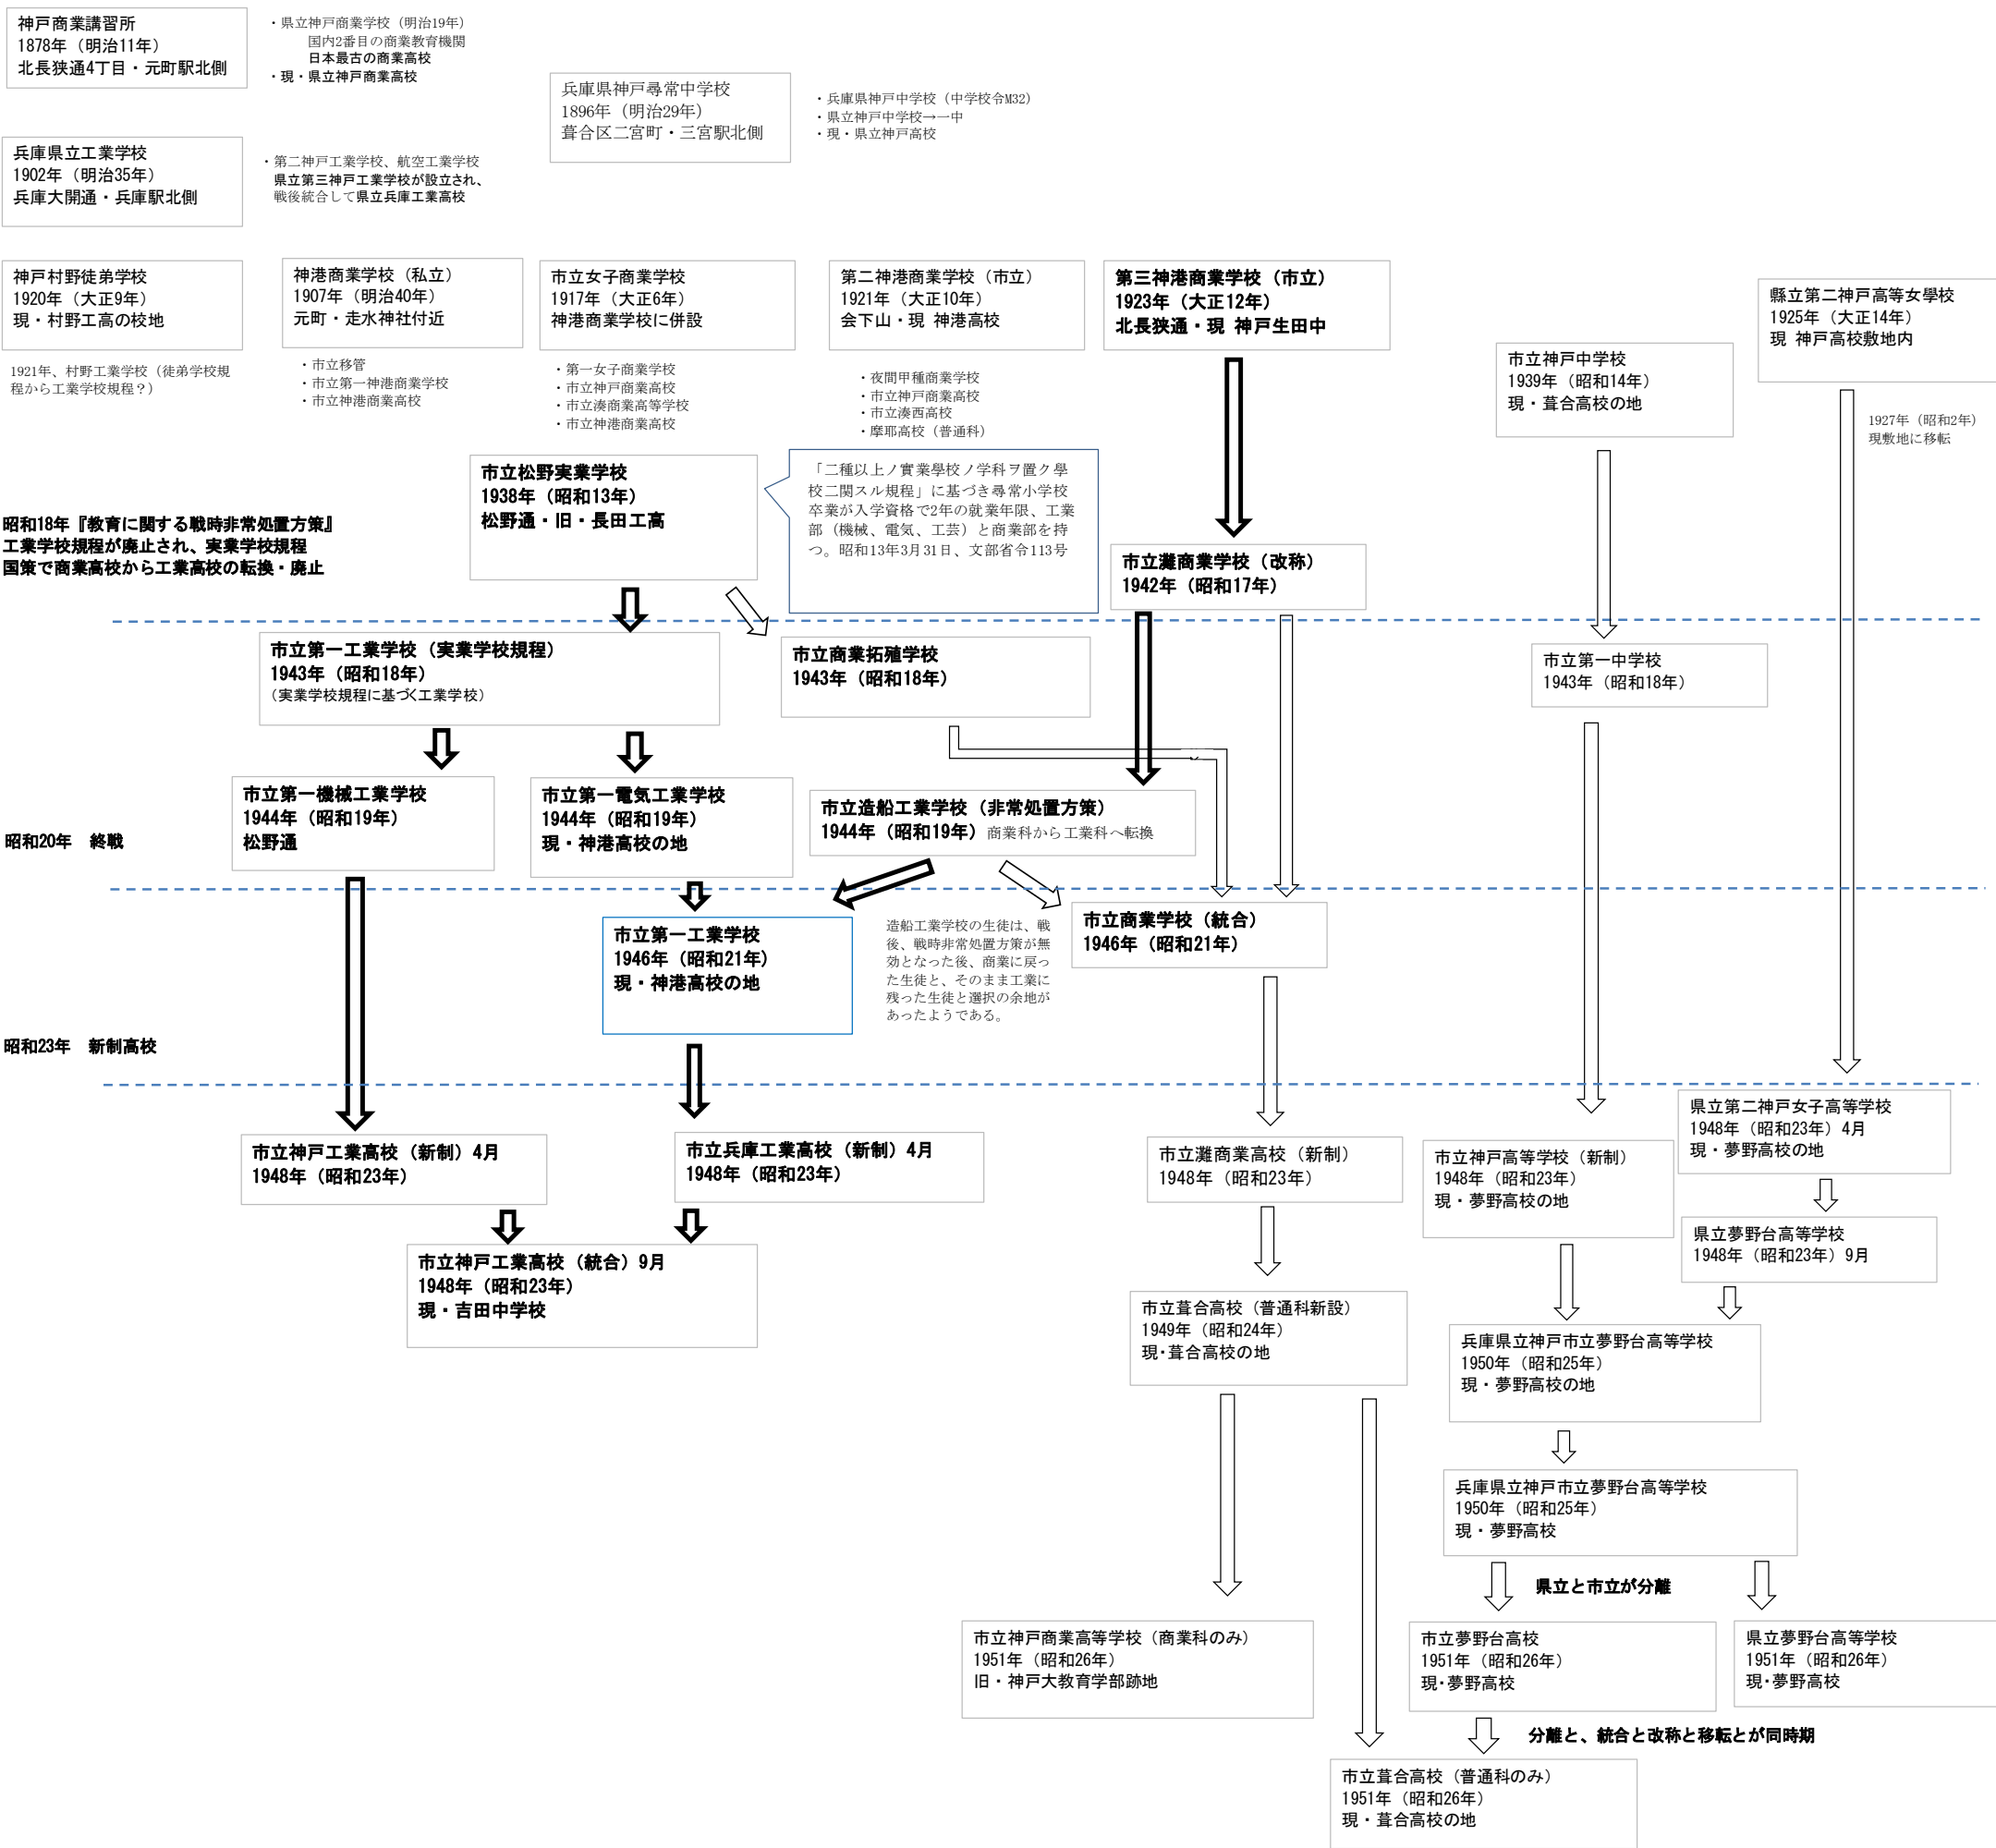 神戸商業講習所
1878年（明治11年）
北長狭通4丁目・元町駅北側
・県立神戸商業学校（明治19年）
国内2番目の商業教育機関
日本最古の商業高校
・現・県立神戸商業高校
兵庫県神戸尋常中学校
1896年（明治29年）
葺合区二宮町・三宮駅北側
・兵庫県神戸中学校（中学校令M32）
・県立神戸中学校→一中
・現・県立神戸高校
兵庫県立工業学校
1902年（明治35年）
兵庫大開通・兵庫駅北側
・第二神戸工業学校、航空工業学校
県立第三神戸工業学校が設立され、
戦後統合して県立兵庫工業高校
神戸村野徒弟学校
1920年（大正9年）
現・村野工高の校地
1921年、村野工業学校（徒弟学校規
程から工業学校規程？）
神港商業学校（私立）
1907年（明治40年）
元町・走水神社付近
・市立移管
・市立第一神港商業学校
・市立神港商業高校
市立女子商業学校
1917年（大正6年）
神港商業学校に併設
・第一女子商業学校
・市立神戸商業高校
・市立湊商業高等学校
・市立神港商業高校
第二神港商業学校（市立）
1921年（大正10年）
会下山・現 神港高校
・夜間甲種商業学校
・市立神戸商業高校
・市立湊西高校
・摩耶高校（普通科）
第三神港商業学校（市立）
1923年（大正12年）
北長狭通・現 神戸生田中
市立神戸中学校
1939年（昭和14年）
現・葺合高校の地
縣立第二神戸高等女學校
1925年（大正14年）
現 神戸高校敷地内
1927年（昭和2年）
現敷地に移転
市立松野実業学校
1938年（昭和13年）
松野通・旧・長田工高
「二種以上ノ實業學校ノ学科ヲ置ク學
校二関スル規程」に基づき尋常小学校
卒業が入学資格で2年の就業年限、工業
部（機械、電気、工芸）と商業部を持
つ。昭和13年3月31日、文部省令113号
昭和18年『教育に関する戦時非常処置方策』
工業学校規程が廃止され、実業学校規程
国策で商業高校から工業高校の転換・廃止
市立灘商業学校（改称）
1942年（昭和17年）
市立第一工業学校（実業学校規程）
1943年（昭和18年）
（実業学校規程に基づく工業学校）
市立商業拓殖学校
1943年（昭和18年）
市立第一中学校
1943年（昭和18年）
市立第一機械工業学校
1944年（昭和19年）
松野通
市立第一電気工業学校
1944年（昭和19年）
現・神港高校の地
市立造船工業学校（非常処置方策）
1944年（昭和19年）商業科から工業科へ転換
昭和20年　終戦
市立第一工業学校
1946年（昭和21年）
現・神港高校の地
造船工業学校の生徒は、戦
後、戦時非常処置方策が無
効となった後、商業に戻っ
た生徒と、そのまま工業に
残った生徒と選択の余地が
あったようである。
市立商業学校（統合）
1946年（昭和21年）
昭和23年　新制高校
市立神戸工業高校（新制）4月
1948年（昭和23年）
市立兵庫工業高校（新制）4月
1948年（昭和23年）
市立灘商業高校（新制）
1948年（昭和23年）
市立神戸高等学校（新制）
1948年（昭和23年）
現・夢野高校の地
県立第二神戸女子高等学校
1948年（昭和23年）4月
現・夢野高校の地
県立夢野台高等学校
1948年（昭和23年）9月
市立神戸工業高校（統合）9月
1948年（昭和23年）
現・吉田中学校
市立葺合高校（普通科新設）
1949年（昭和24年）
現・葺合高校の地
兵庫県立神戸市立夢野台高等学校
1950年（昭和25年）
現・夢野高校の地
兵庫県立神戸市立夢野台高等学校
1950年（昭和25年）
現・夢野高校
県立と市立が分離
市立神戸商業高等学校（商業科のみ）
1951年（昭和26年）
旧・神戸大教育学部跡地
市立夢野台高校
1951年（昭和26年）
現・夢野高校
県立夢野台高等学校
1951年（昭和26年）
現・夢野高校
分離と、統合と改称と移転とが同時期
市立葺合高校（普通科のみ）
1951年（昭和26年）
現・葺合高校の地